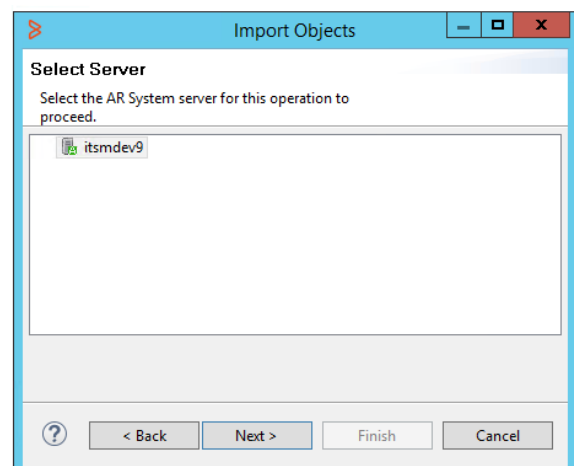 Import Objects
Select Server
Select the AR System server for this operation to
proceed.
itsmdev9
?
< Back
Next >
Finish
Cancel